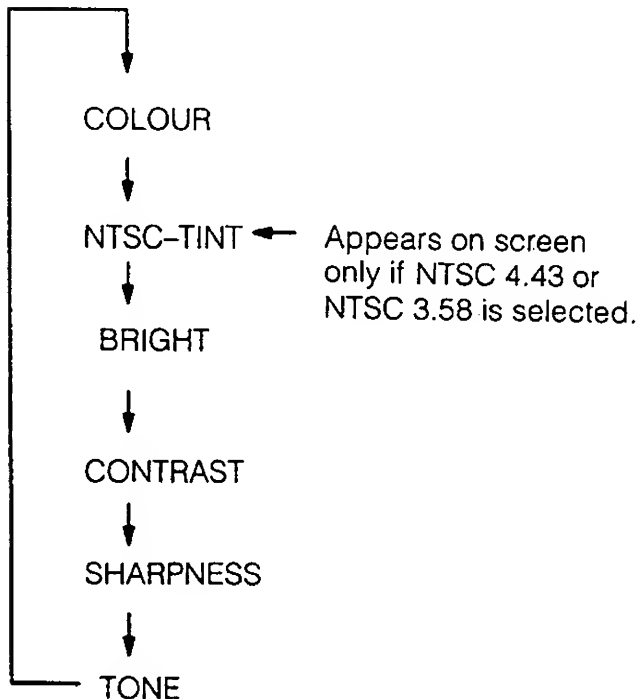 COLOUR
NTSC–TINT
Appears on screen
only if NTSC 4.43 or
NTSC 3.58 is selected.
BRIGHT
CONTRAST
SHARPNESS
TONE